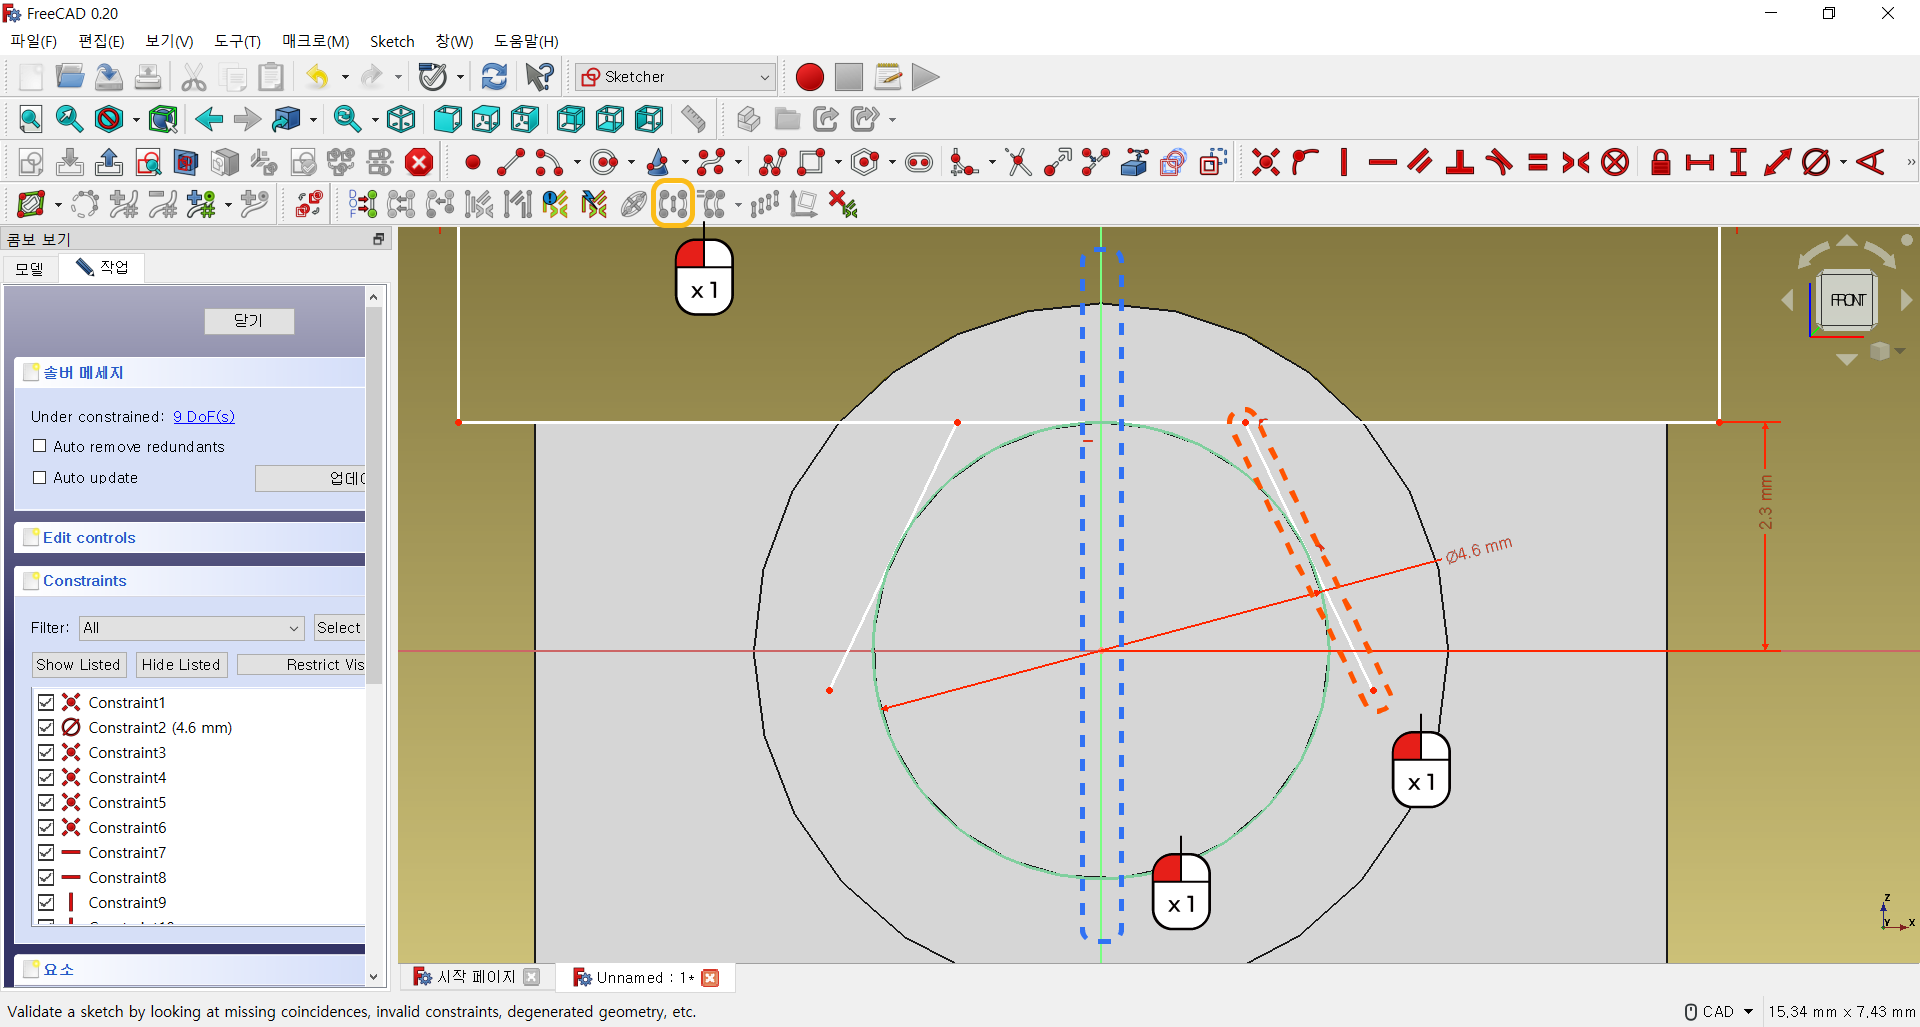 FreeCAD 0.20
파일(F) 편집(E) 보기(V) 도구(T) 매크로(M) Sketch 창(W) 도움말(H)
Sketcher
콤보 보기
모델 작업
닫기
솔버 메세지
Under constrained: 9 DoF(s)
Auto remove redundants
Auto update
Edit controls
Constraints
Filter: All Select
Show Listed Hide Listed Restrict Vis
Constraint1
Constraint2 (4.6 mm)
Constraint3
Constraint4
Constraint5
Constraint6
Constraint7
Constraint8
Constraint9
요소
x 1
FRONT
2.3 mm
Ø4.6 mm
x 1
x 1
Z
Y X
시작 페이지 Unnamed : 1*
Validate a sketch by looking at missing coincidences, invalid constraints, degenerated geometry, etc.
CAD 15,34 mm x 7,43 mm